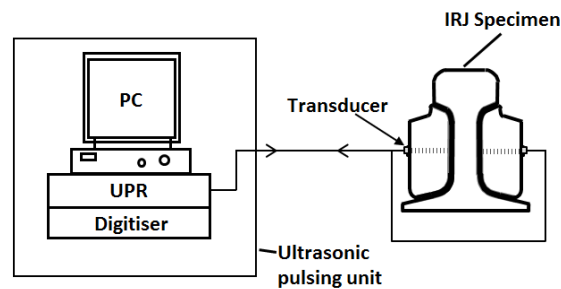 IRJ Specimen
PC
Transducer
UPR
Digitiser
Ultrasonic
pulsing unit